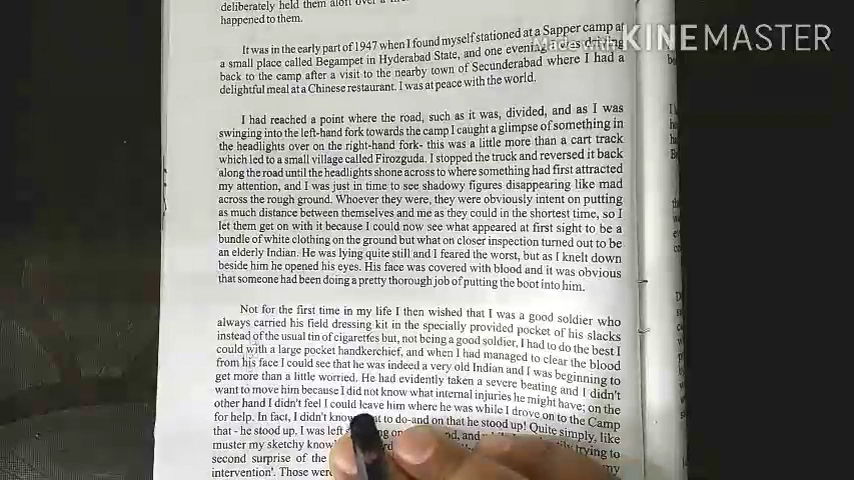 deliberately held them aloft over a
happened to them.
It was in the early part of 1947 when I found myself stationed at a Sapper camp at
a small place called Begampet in Hyderabad State, and one evening I was driving
back to the camp after a visit to the nearby town of Secunderabad where I had a
delightful meal at a Chinese restaurant. I was at peace with the world.
I had reached a point where the road, such as it was, divided, and as I was
swinging into the left-hand fork towards the camp I caught a glimpse of something in
the headlights over on the right-hand fork- this was a little more than a cart track
which led to a small village called Firozguda. I stopped the truck and reversed it back
along the road until the headlights shone across to where something had first attracted
my attention, and I was just in time to see shadowy figures disappearing like mad
across the rough ground. Whoever they were, they were obviously intent on putting
as much distance between themselves and me as they could in the shortest time, so I
let them get on with it because I could now see what appeared at first sight to be a
bundle of white clothing on the ground but what on closer inspection turned out to be
an elderly Indian. He was lying quite still and I feared the worst, but as I knelt down
beside him he opened his eyes. His face was covered with blood and it was obvious
that someone had been doing a pretty thorough job of putting the boot into him.
Not for the first time in my life I then wished that I was a good soldier who
always carried his field dressing kit in the specially provided pocket of his slacks
instead of the usual tin of cigarettes but, not being a good soldier, I had to do the best I
could with a large pocket handkerchief, and when I had managed to clear the blood
from his face I could see that he was indeed a very old Indian and I was beginning to
get more than a little worried. He had evidently taken a severe beating and I didn't
want to move him because I did not know what internal injuries he might have; on the
other hand I didn't feel I could leave him where he was while I drove on to the Camp
for help. In fact, I didn't know to do-and on that he stood up! Quite simply, like
that - he stood up. I was left on trying to
muster my sketchy
second surprise of the
intervention'. Those were my
Made with KINEMASTER